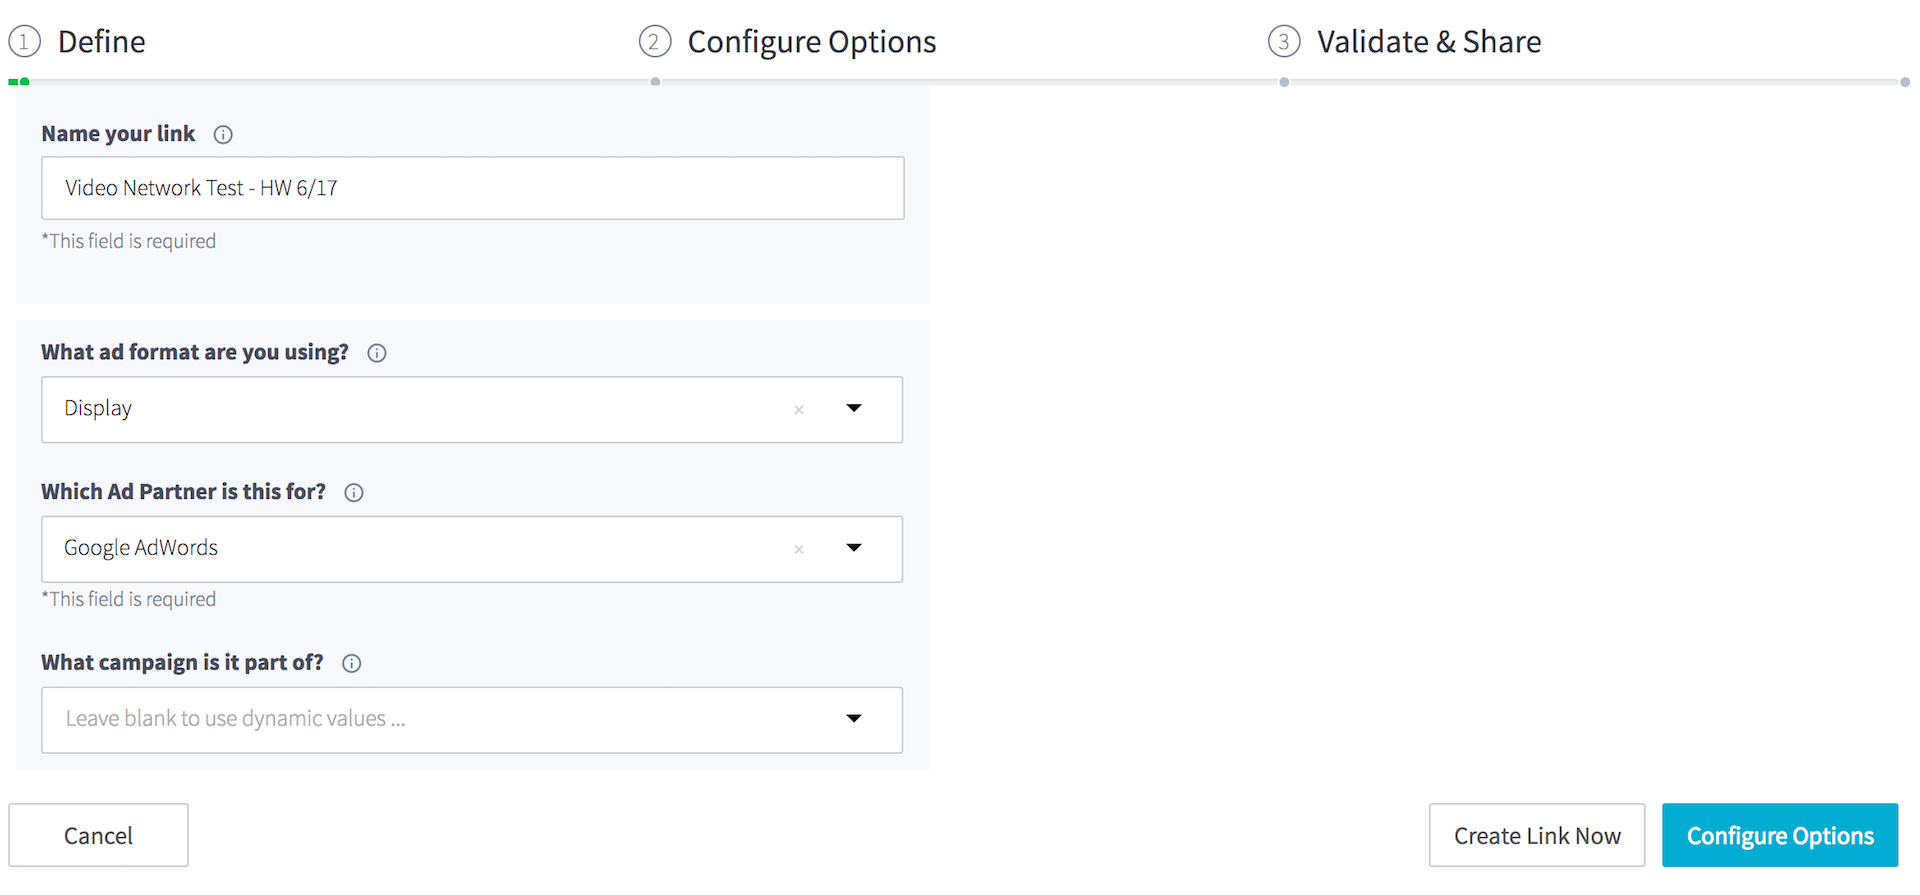 1 Define
2 Configure Options
3 Validate & Share
Name your link
Video Network Test - HW 6/17
*This field is required
What ad format are you using?
Display
Which Ad Partner is this for?
Google AdWords
*This field is required
What campaign is it part of?
Leave blank to use dynamic values ...
Cancel
Create Link Now
Configure Options